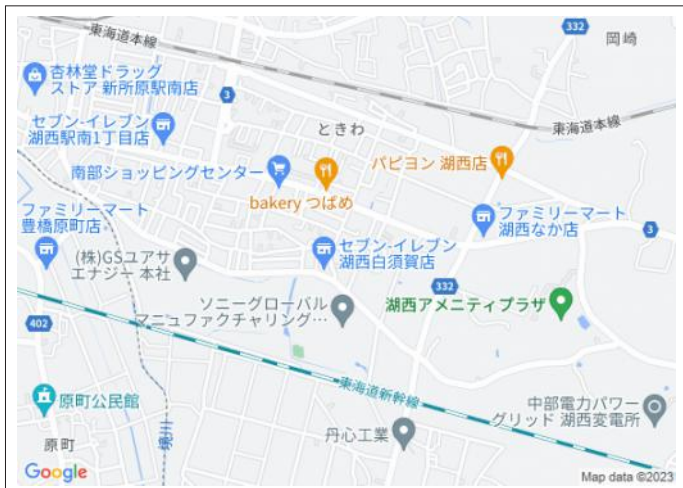 東海道本線
332
岡崎
杏林堂ドラッグ
ストア 新所原駅南店
3
東海道本線
セブン-イレブン
湖西駅南1丁目店
ときわ
南部ショッピングセンター
パピヨン 湖西店
bakery つばめ
ファミリーマート
豊橋原町店
ファミリーマート
湖西なか店
3
(株)GSユアサ
エナジー 本社
セブン-イレブン
湖西白須賀店
332
ソニーグローバル
マニュファクチャリング…
湖西アメニティプラザ
402
東海道新幹線
原町公民館
中部電力パワー
グリッド 湖西変電所
丹心工業
境川
原町
Google
Map data ©2023